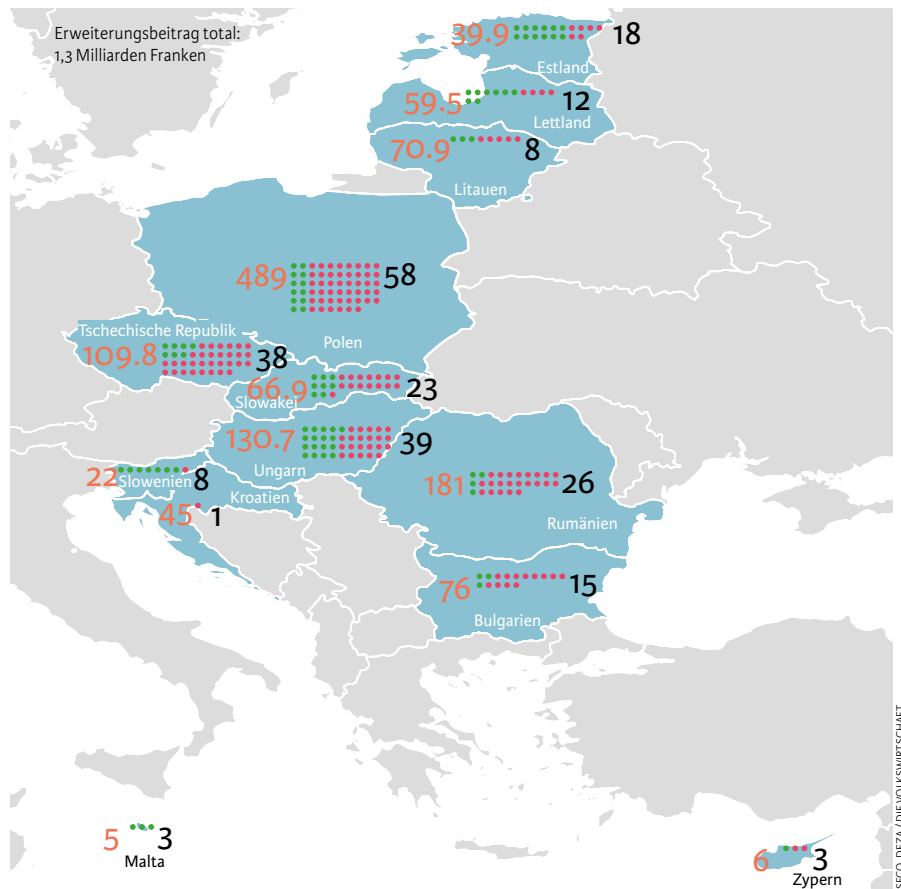 Erweiterungsbeitrag total:
1,3 Milliarden Franken
39.9 18
Estland
59.5 12
Lettland
70.9 8
Litauen
489 58
Polen
Tschechische Republik
109.8 38
66.9 23
Slowakei
130.7 39
Ungarn
22 Slowenien 8
Kroatien
45 1
181 26
Rumänien
76 15
Bulgarien
5 3
Malta
6 3
Zypern
SECO, DEZA / DIE VOLKSWIRTSCHAFT